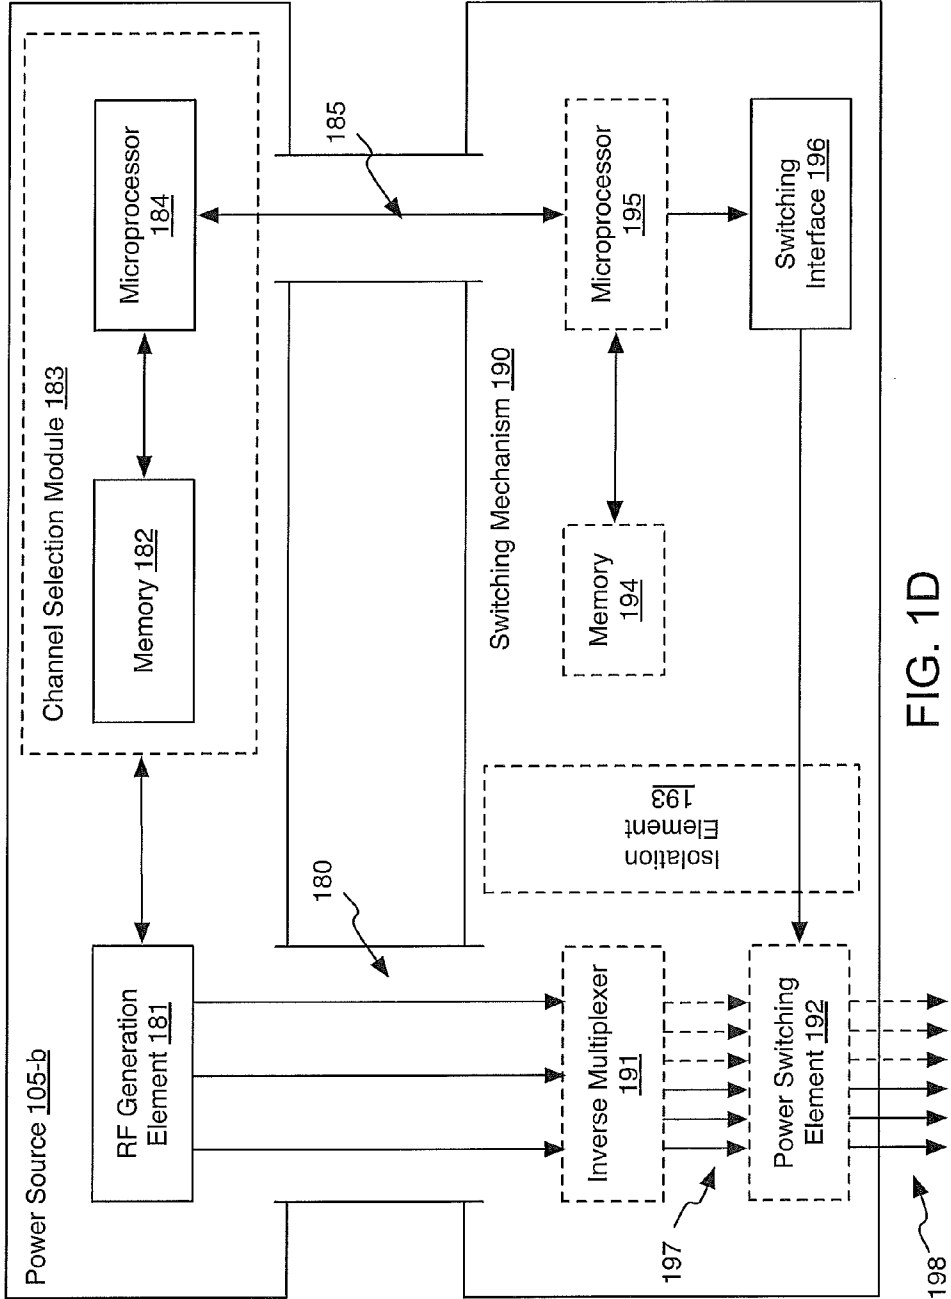 Power Source 105-b
Channel Selection Module 183
RF Generation
Element 181
Memory 182
Microprocessor
184
180
185
Switching Mechanism 190
Inverse Multiplexer
191
Isolation
Element
193
Memory
194
Microprocessor
195
197
Power Switching
Element 192
Switching
Interface 196
198
FIG. 1D